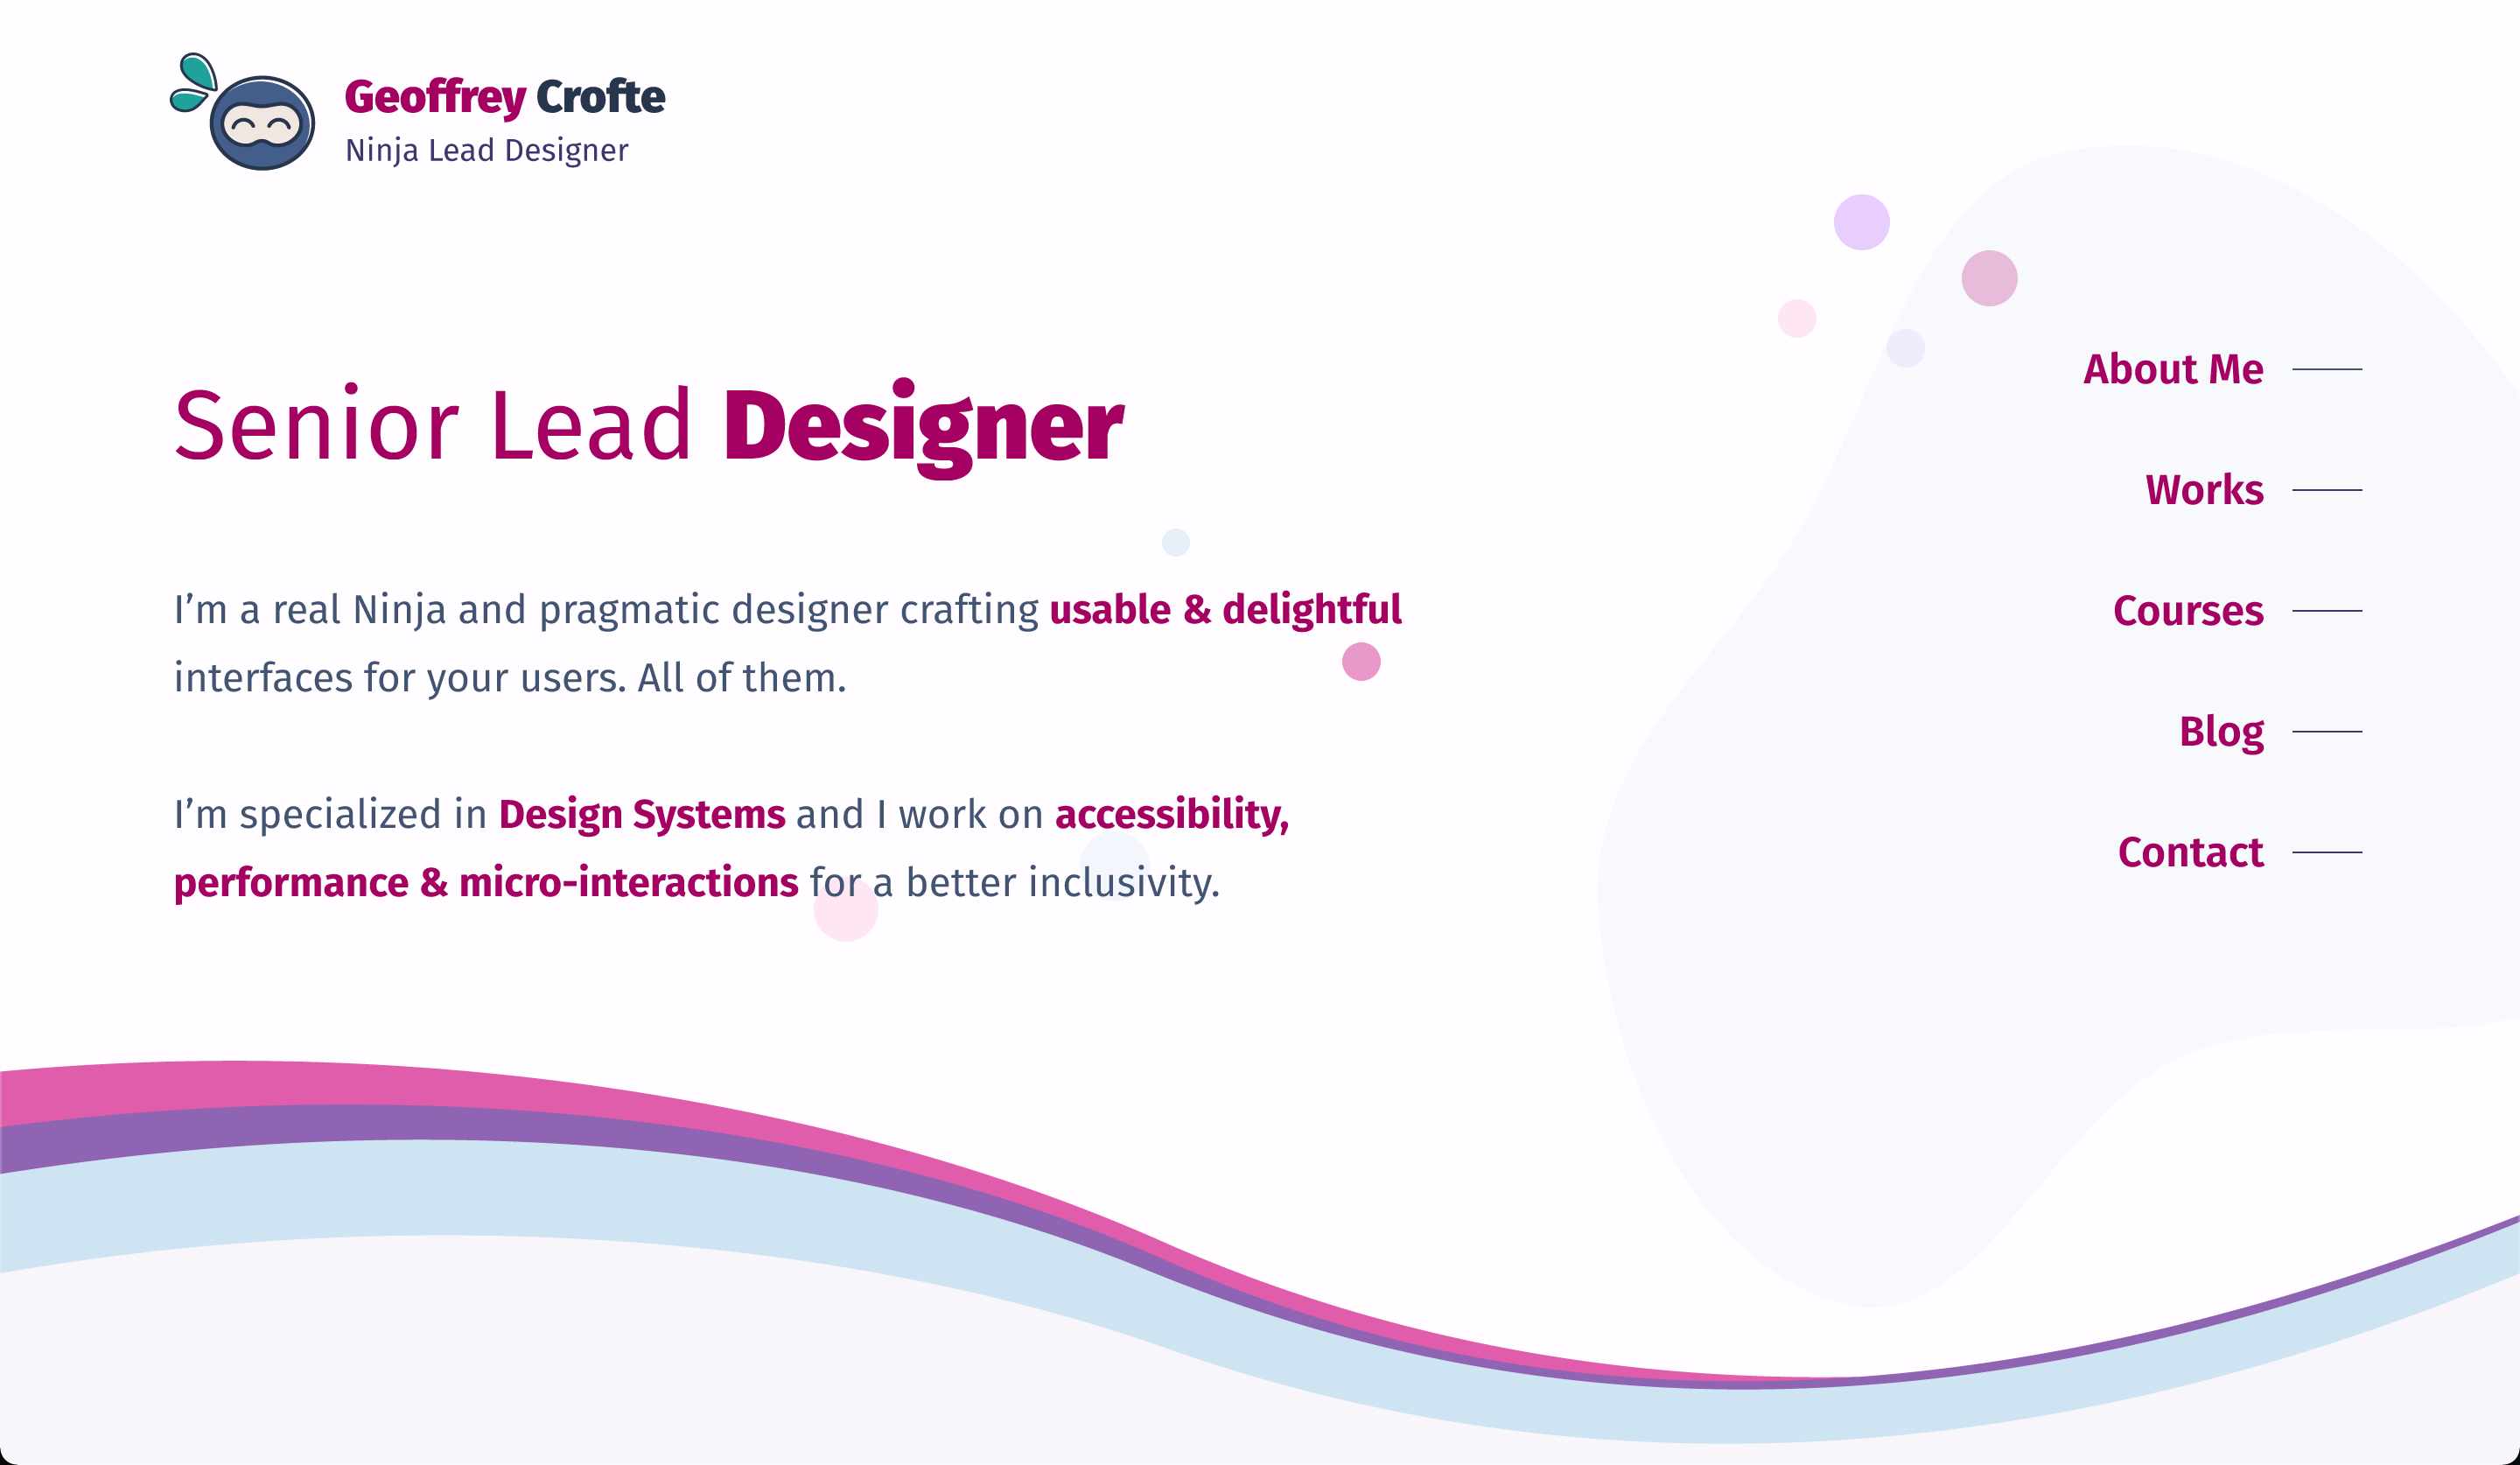 Geoffrey Crofte
Ninja Lead Designer
Senior Lead Designer
I’m a real Ninja and pragmatic designer crafting usable & delightful
interfaces for your users. All of them.
I’m specialized in Design Systems and I work on accessibility,
performance & micro-interactions for a better inclusivity.
About Me
Works
Courses
Blog
Contact